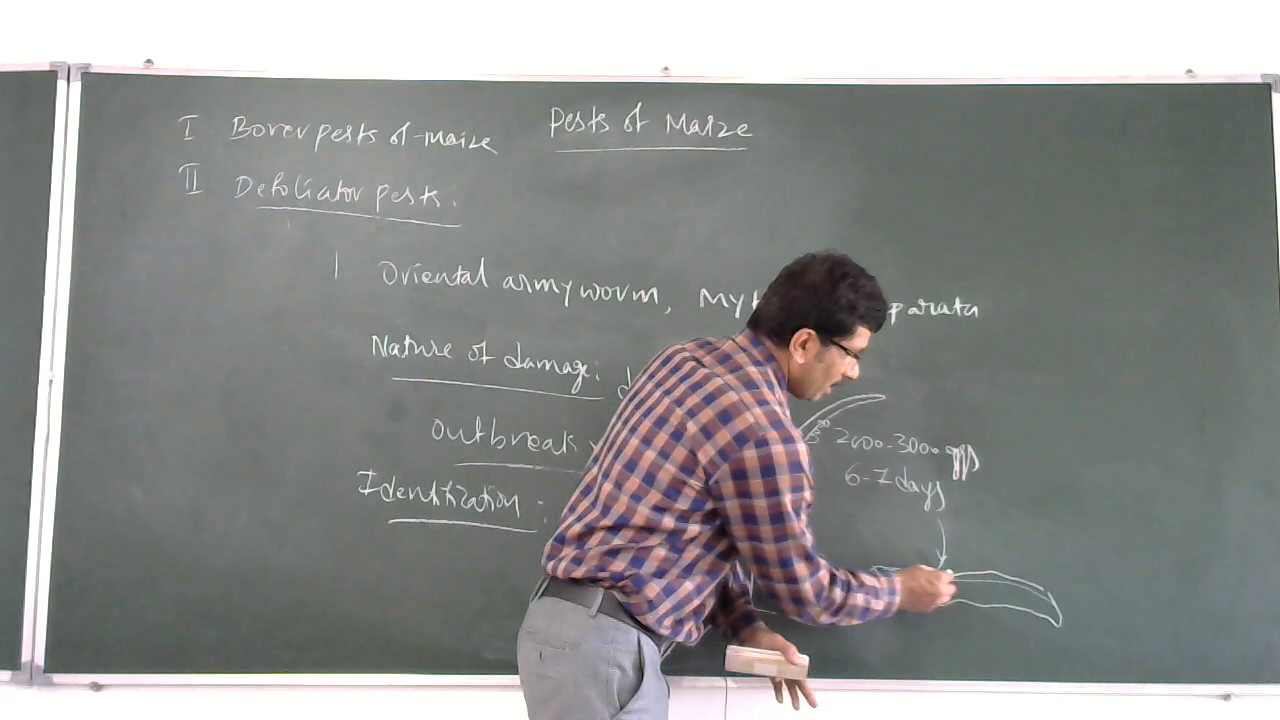 Pests of Maize
I Borer pests of maize
II Defoliator pests:
1 Oriental armyworm, Myt parata
Nature of damage: d
outbreak
2000-3000 eggs
6-7 days
Identification: